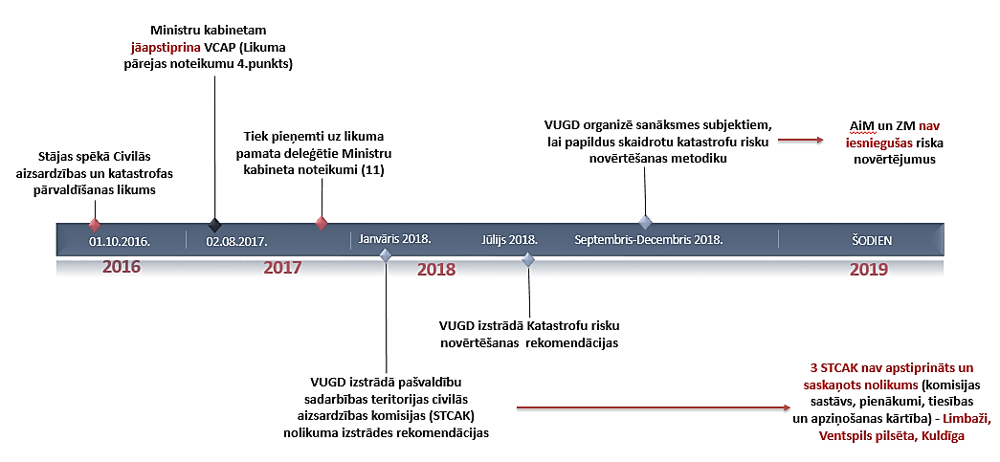 Ministru kabinetam
jāapstiprina VCAP (Likuma
pārejas noteikumu 4.punkts)
Stājas spēkā Civilās
aizsardzības un katastrofas
pārvaldīšanas likums
Tiek pieņemti uz likuma
pamata deleģētie Ministru
kabineta noteikumi (11)
VUGD organizē sanāksmes subjektiem,
lai papildus skaidrotu katastrofu risku
novērtēšanas metodiku
AiM un ZM nav
iesniegušas riska
novērtējumus
01.10.2016.
02.08.2017.
Janvāris 2018.
Jūlijs 2018.
Septembris-Decembris 2018.
ŠODIEN
2016
2017
2018
2019
VUGD izstrādā Katastrofu risku
novērtēšanas rekomendācijas
VUGD izstrādā pašvaldību
sadarbības teritorijas civilās
aizsardzības komisijas (STCAK)
nolikuma izstrādes rekomendācijas
3 STCAK nav apstiprināts un
saskaņots nolikums (komisijas
sastāvs, pienākumi, tiesības
un apziņošanas kārtība) - Limbaži,
Ventspils pilsēta, Kuldīga